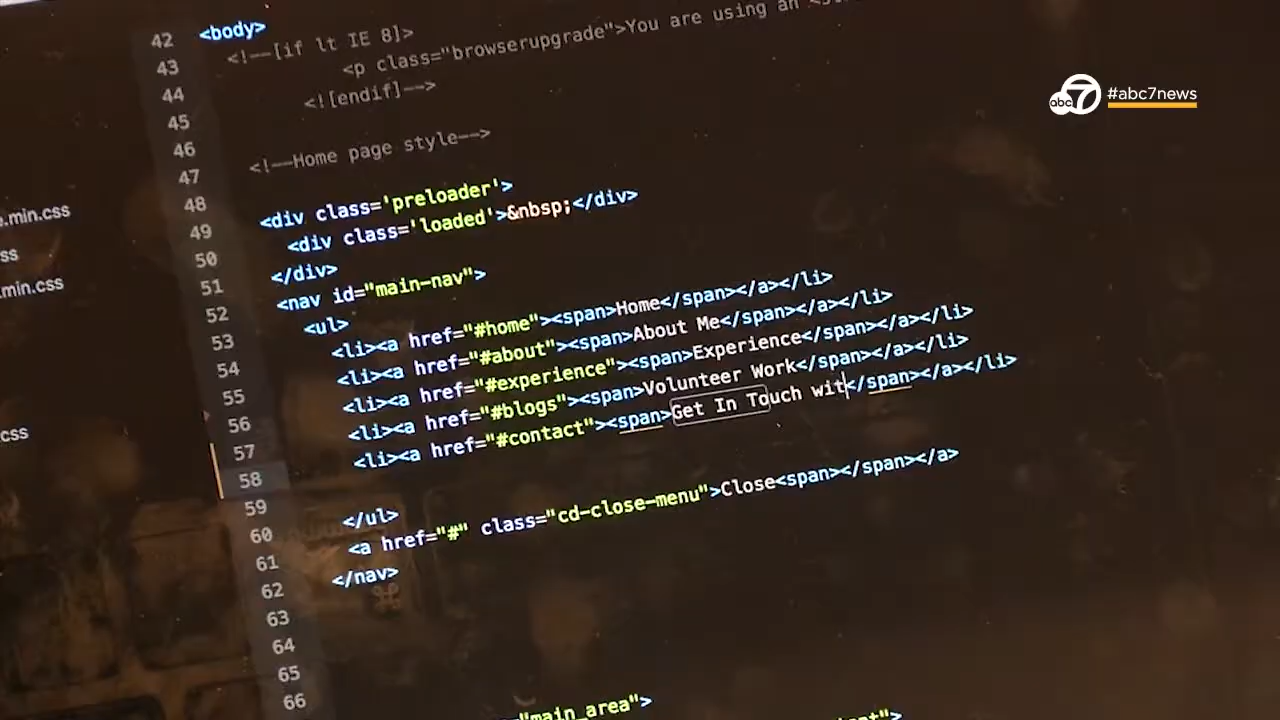 42 <body>
43 <!--[if lt IE 8]>
44 <p class="browserupgrade">You are using an
45 <![endif]-->
46
47 <!--Home page style-->
48
49 <div class='preloader'>
50 <div class='loaded'>&nbsp;</div>
51 </div>
52 <nav id="main-nav">
53 <ul>
54 <li><a href="#home"><span>Home</span></a></li>
55 <li><a href="#about"><span>About Me</span></a></li>
56 <li><a href="#experience"><span>Experience</span></a></li>
57 <li><a href="#blogs"><span>Volunteer Work</span></a></li>
58 <li><a href="#contact"><span>Get In Touch wit</span></a></li>
59
60 </ul>
61 <a href="#" class="cd-close-menu">Close<span></span></a>
62 </nav>
63
64
65
66
"main_area">
.min.css
ss
min.css
css
abc 7 #abc7news